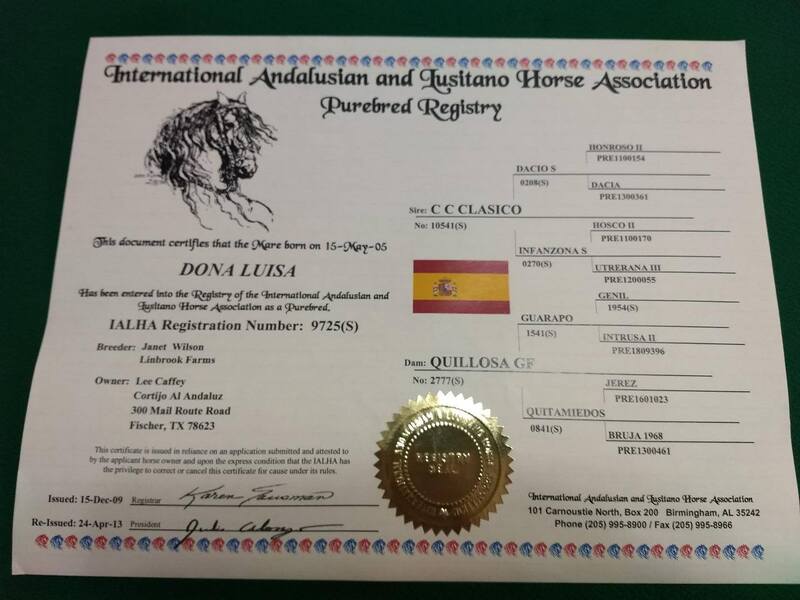 International Andalusian and Lusitano Horse Association
Purebred Registry
This document certifies that the Mare born on 15-May-05
DONA LUISA
Has been entered into the Registry of the International Andalusian and
Lusitano Horse Association as a Purebred.
IALHA Registration Number: 9725(S)
Breeder: Janet Wilson
Linbrook Farms
Owner: Lee Caffey
Cortijo Al Andaluz
300 Mail Route Road
Fischer, TX 78623
This certificate is issued in reliance on an application submitted and attested to
by the applicant horse owner and upon the express condition that the IALHA has
the privilege to correct or cancel this certificate for cause under its rules.
Issued: 15-Dec-09 Registrar
Re-Issued: 24-Apr-13 President
HONROSO II
PRE1100154
DACIO S
0208(S)
DACIA
PRE1300361
Sire: C C CLASICO
No: 10541(S)
HOSCO II
PRE1100170
INFANZONA S
0270(S)
UTRERANA III
PRE1200055
GENIL
1954(S)
GUARAPO
1541(S)
INTRUSA II
PRE1809396
Dam: QUILLOSA GF
No: 2777(S)
JEREZ
PRE1601023
QUITAMIEDOS
0841(S)
BRUJA 1968
PRE1300461
International Andalusian and Lusitano Horse Association
101 Carnoustie North, Box 200 Birmingham, AL 35242
Phone (205) 995-8900 / Fax (205) 995-8966